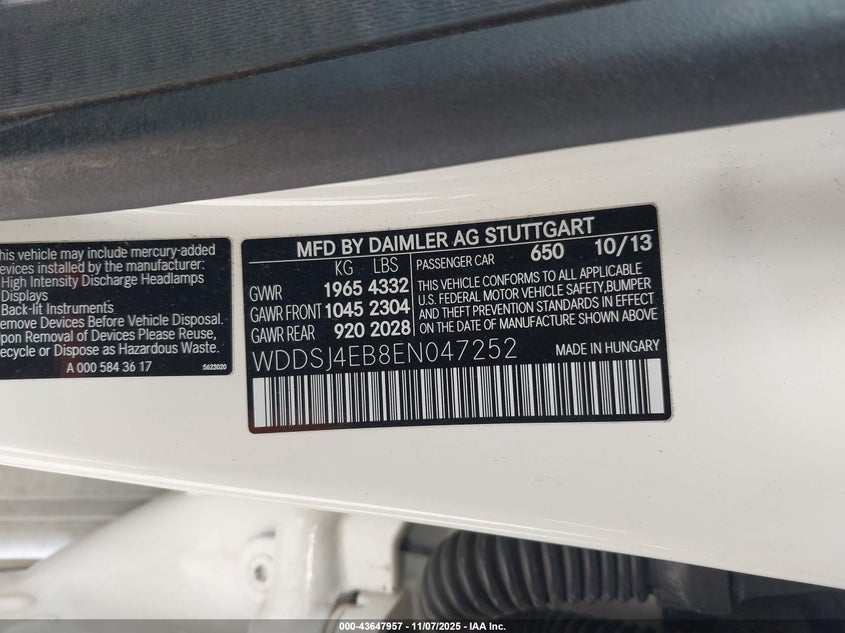 his vehicle may include mercury-added
evices installed by the manufacturer:
High Intensity Discharge Headlamps
Displays
Back-lit Instruments
emove Devices Before Vehicle Disposal.
pon Removal of Devices Please Reuse,
ecycle or Dispose as Hazardous Waste.
A 000 584 36 17
5623020
MFD BY DAIMLER AG STUTTGART
KG LBS
GVWR 1965 4332
GAWR FRONT 1045 2304
GAWR REAR 920 2028
PASSENGER CAR 650 10/13
THIS VEHICLE CONFORMS TO ALL APPLICABLE
U.S. FEDERAL MOTOR VEHICLE SAFETY,BUMPER
AND THEFT PREVENTION STANDARDS IN EFFECT
ON THE DATE OF MANUFACTURE SHOWN ABOVE
WDDSJ4EB8EN047252
MADE IN HUNGARY
000-43647957 - 11/07/2025 - IAA Inc.